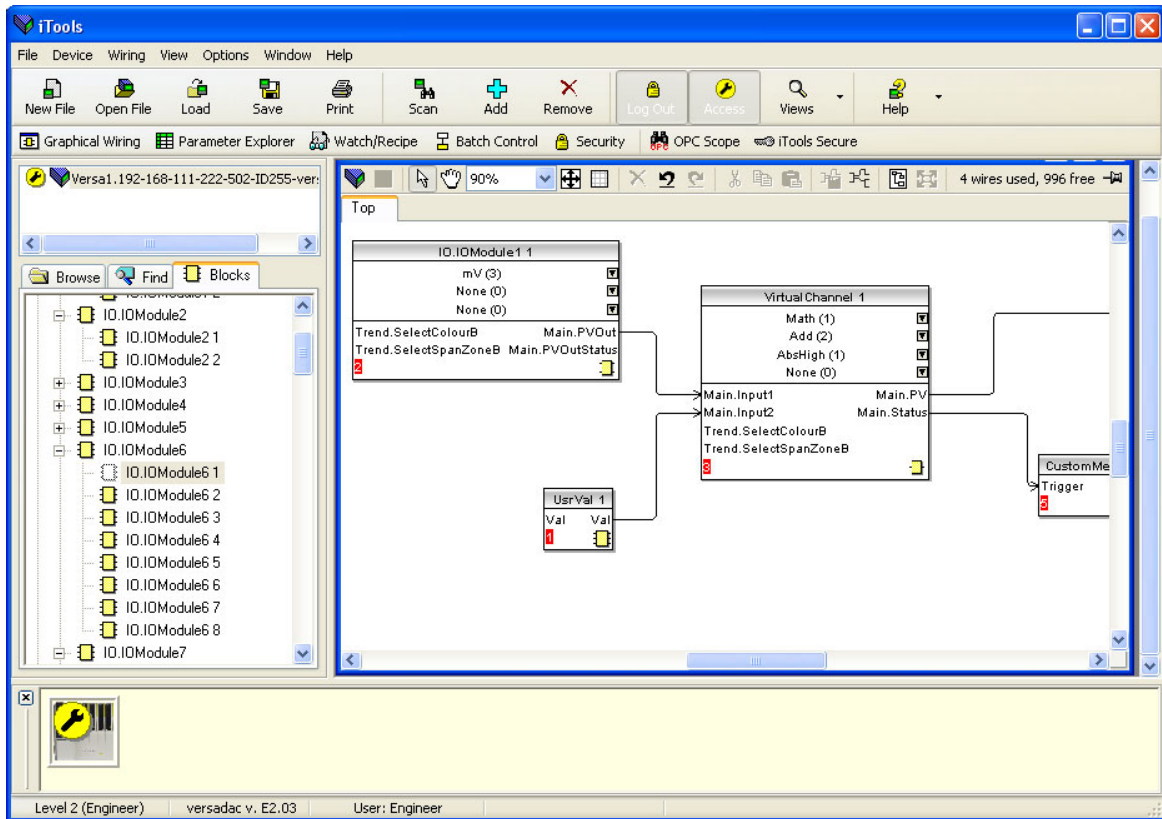 iTools
File Device Wiring View Options Window Help
New File Open File Load Save Print Scan Add Remove Log Out Access Views Help
Graphical Wiring Parameter Explorer Watch/Recipe Batch Control Security OPC Scope iTools Secure
Versa1.192-168-111-222-502-ID255-ver:
90% 4 wires used, 996 free
Top
Browse Find Blocks
IO.IOModule2
IO.IOModule2 1
IO.IOModule2 2
IO.IOModule3
IO.IOModule4
IO.IOModule5
IO.IOModule6
IO.IOModule6 1
IO.IOModule6 2
IO.IOModule6 3
IO.IOModule6 4
IO.IOModule6 5
IO.IOModule6 6
IO.IOModule6 7
IO.IOModule6 8
IO.IOModule7
IO.IOModule1 1
mV (3)
None (0)
None (0)
Trend.SelectColourB Main.PVOut
Trend.SelectSpanZoneB Main.PVOutStatus
2
UsrVal 1
Val Val
1
VirtualChannel 1
Math (1)
Add (2)
AbsHigh (1)
None (0)
Main.Input1 Main.PV
Main.Input2 Main.Status
Trend.SelectColourB
Trend.SelectSpanZoneB
3
CustomMe
Trigger
5
Level 2 (Engineer) versadac v. E2.03 User: Engineer